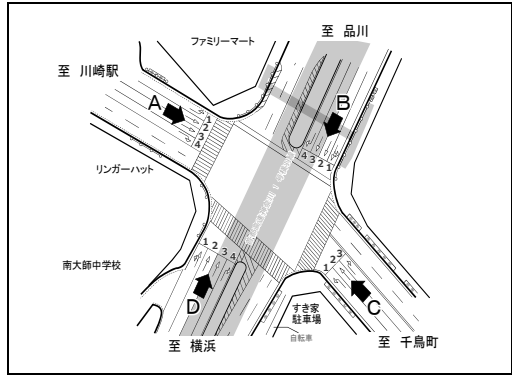 ファミリーマート
至 品川
至 川崎駅
A
1
2
3
4
B
4
3
2
1
リンガーハット
南大師中学校
1
2
3
4
D
1
2
3
C
すき家
駐車場
自転車
至 横浜
至 千鳥町